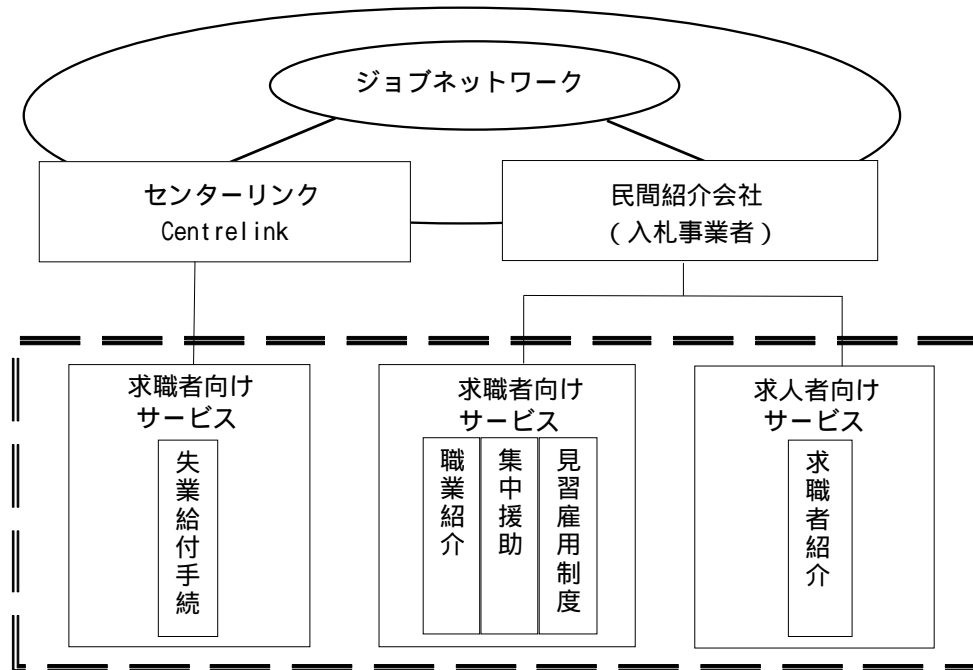 ジョブネットワーク
センターリンク
Centrelink
民間紹介会社
（入札事業者）
求職者向け
サービス
失業給付手続
求職者向け
サービス
職業紹介
集中援助
見習雇用制度
求人者向け
サービス
求職者紹介